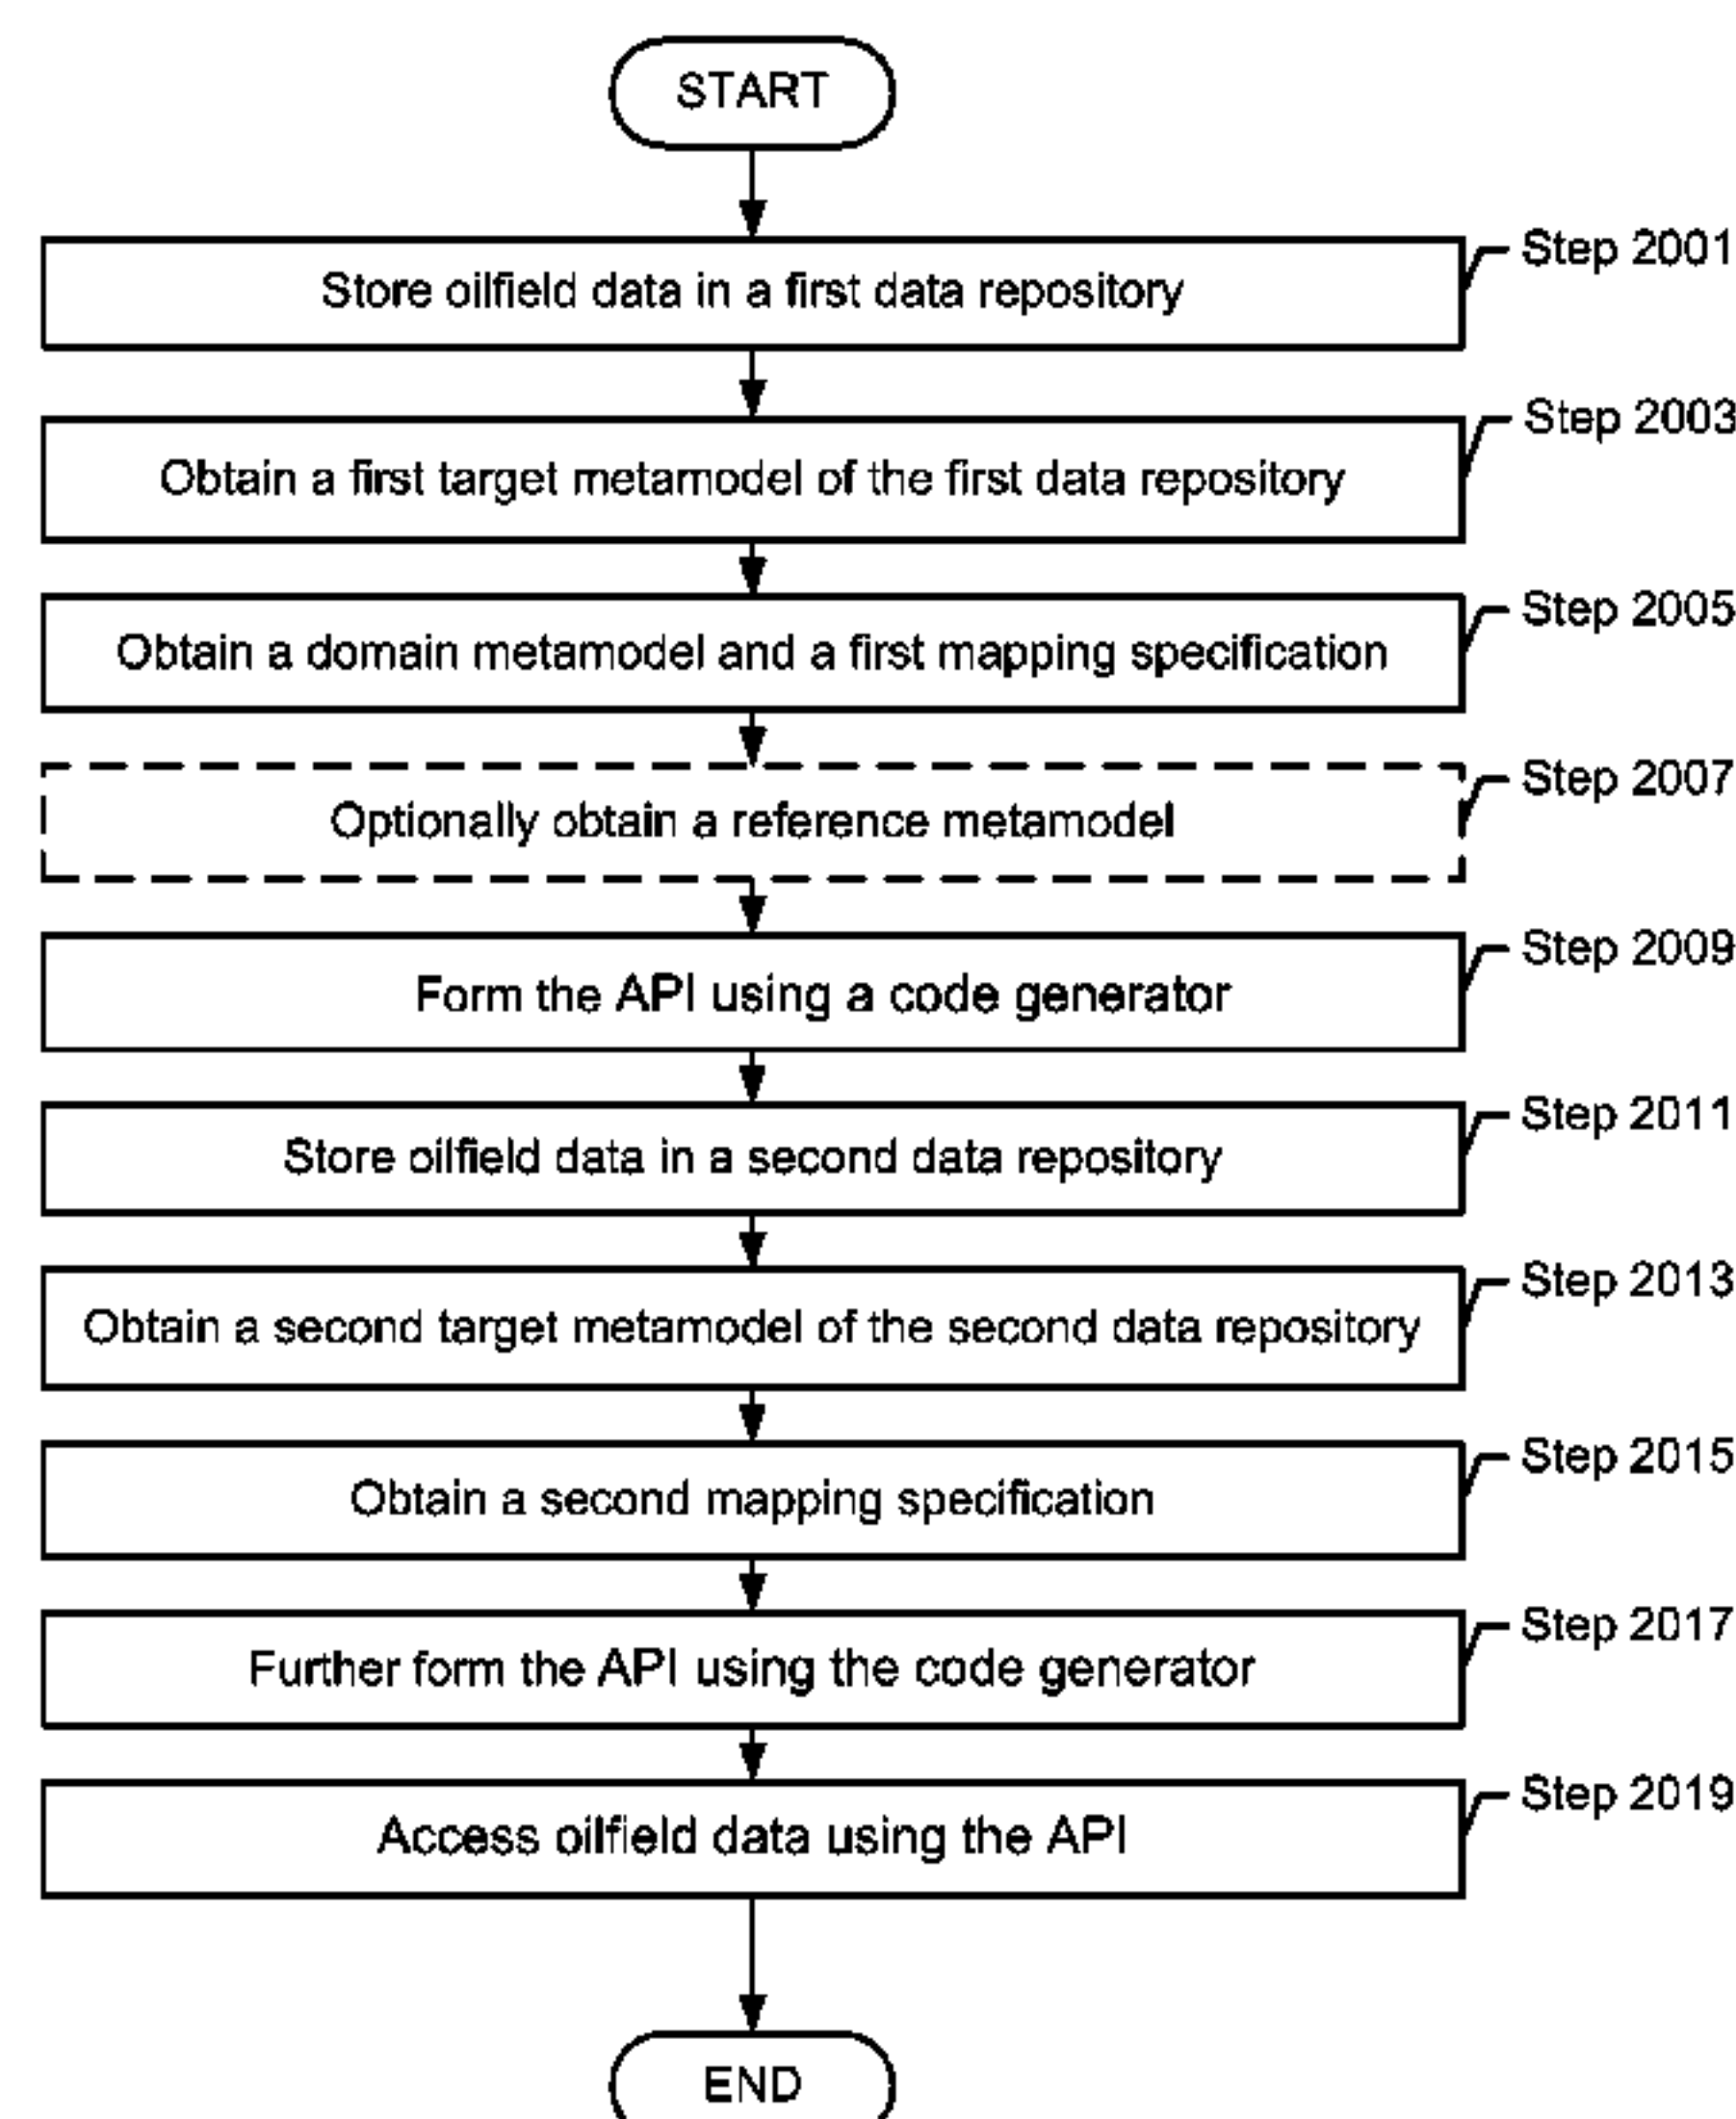 START
Step 2001
Store oilfield data in a first data repository
Step 2003
Obtain a first target metamodel of the first data repository
Step 2005
Obtain a domain metamodel and a first mapping specification
Step 2007
Optionally obtain a reference metamodel
Step 2009
Form the API using a code generator
Step 2011
Store oilfield data in a second data repository
Step 2013
Obtain a second target metamodel of the second data repository
Step 2015
Obtain a second mapping specification
Step 2017
Further form the API using the code generator
Step 2019
Access oilfield data using the API
END